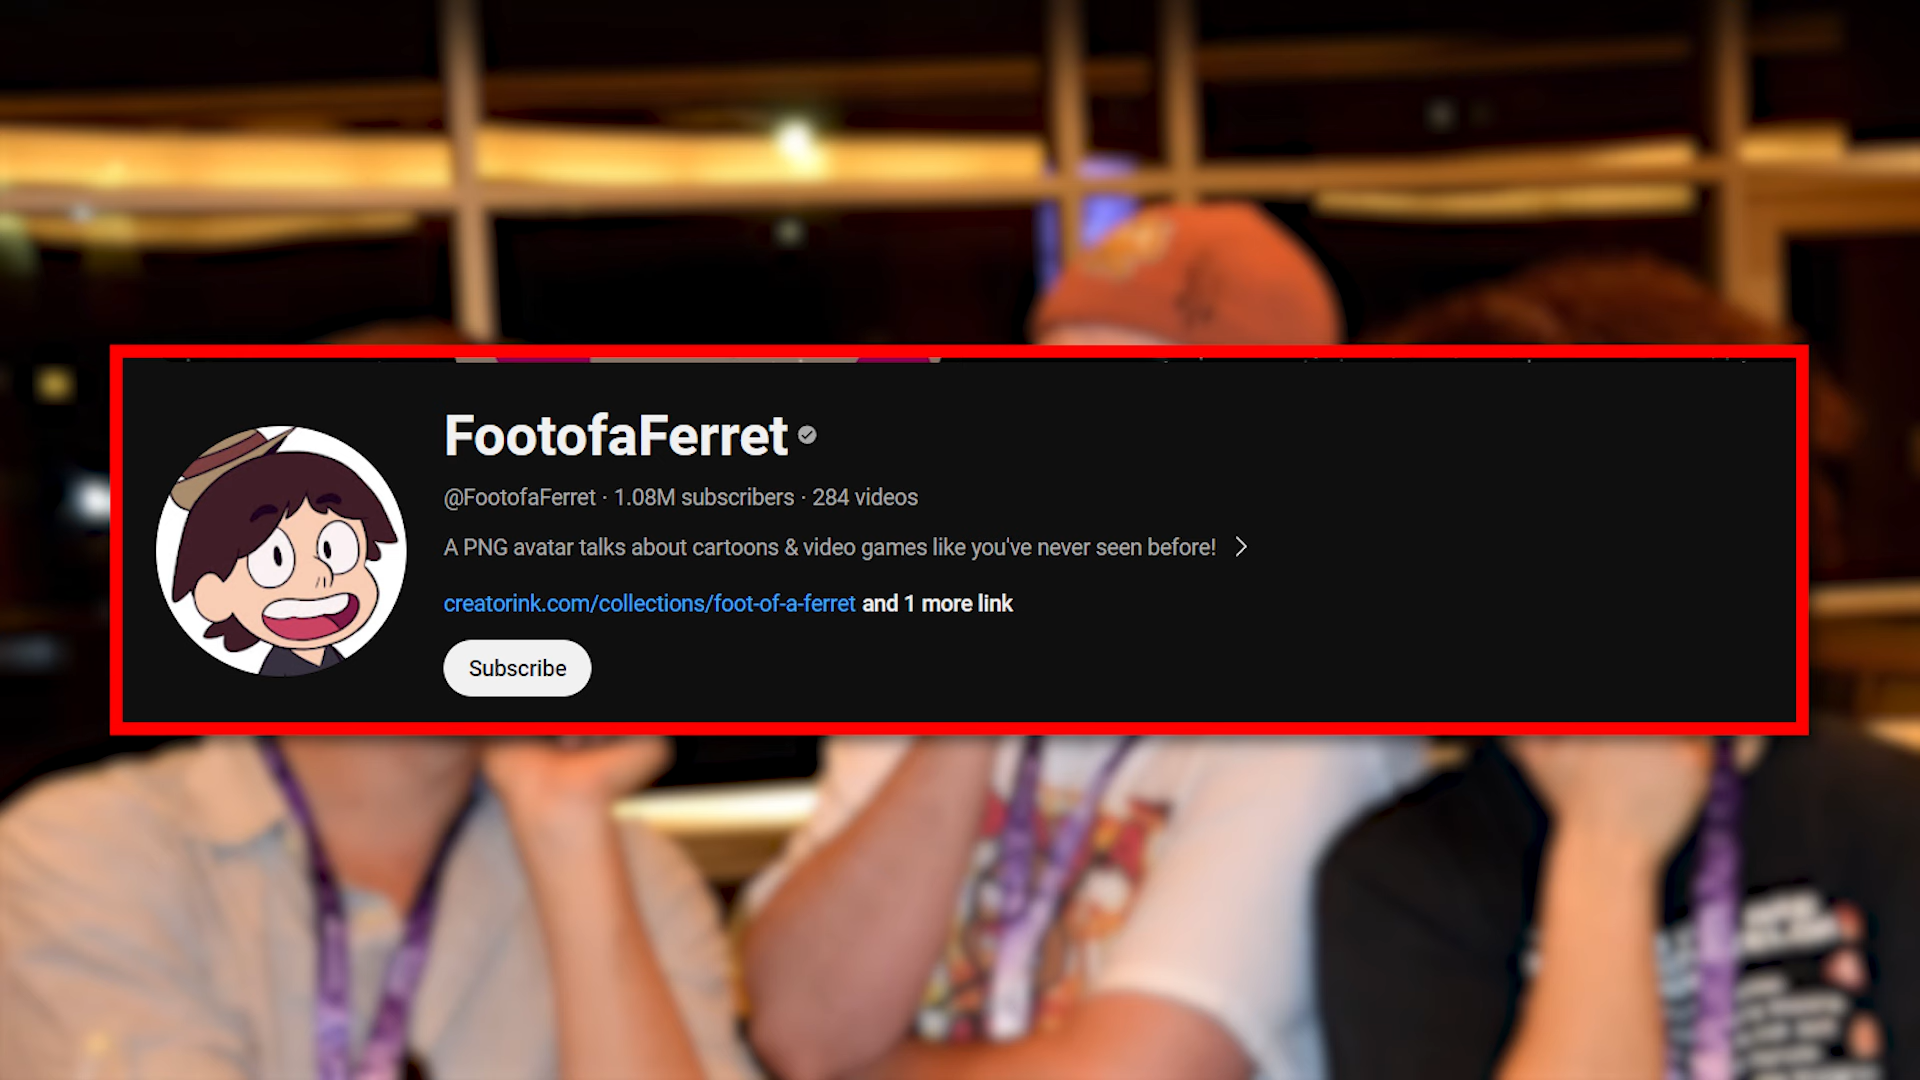 FootofaFerret
@FootofaFerret · 1.08M subscribers · 284 videos
A PNG avatar talks about cartoons & video games like you've never seen before!
creatorink.com/collections/foot-of-a-ferret and 1 more link
Subscribe